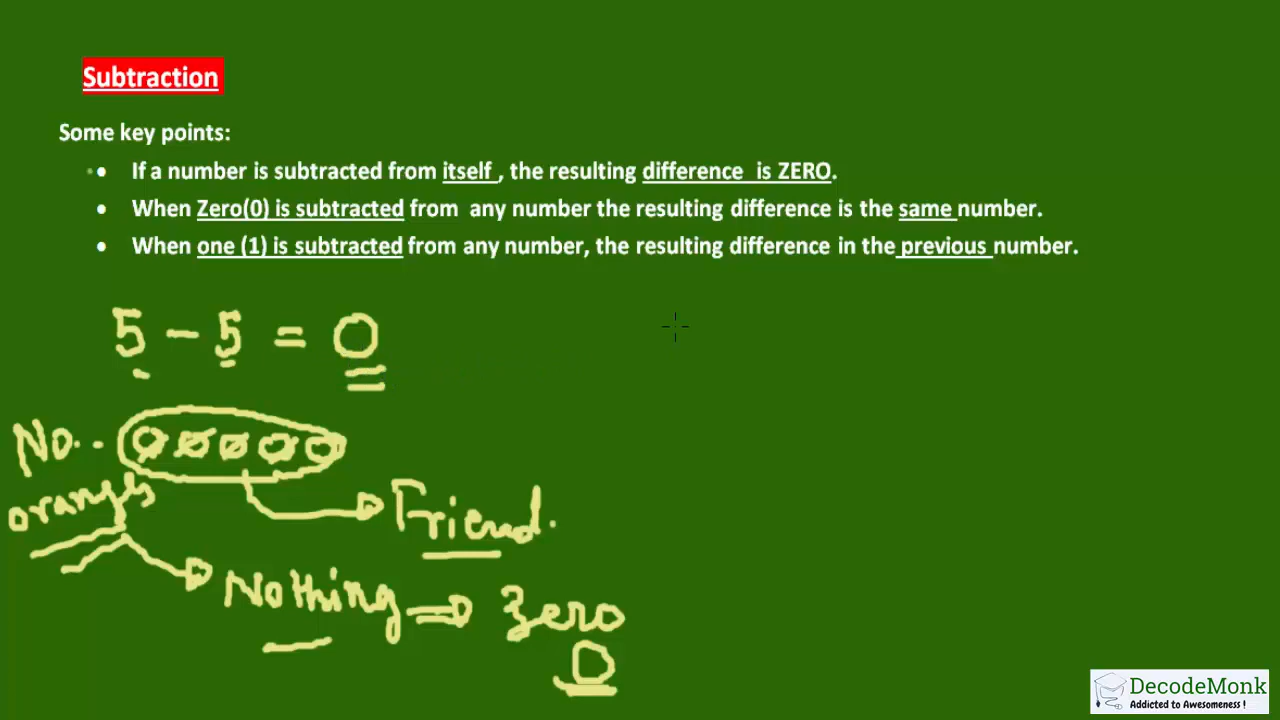 Subtraction
Some key points:
• If a number is subtracted from itself , the resulting difference is ZERO.
• When Zero(0) is subtracted from any number the resulting difference is the same number.
• When one (1) is subtracted from any number, the resulting difference in the previous number.
5 - 5 = 0
No.
oranges
Friend.
Nothing ⇒ Zero
0
DecodeMonk
Addicted to Awesomeness !